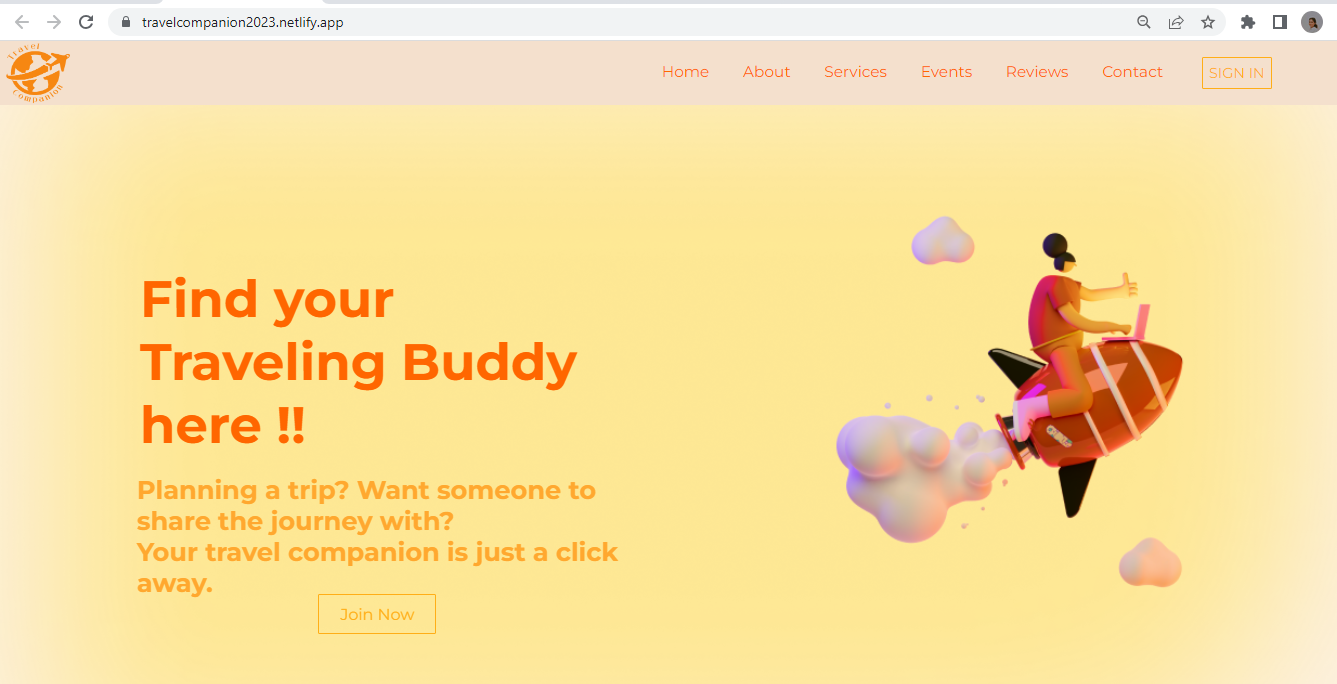 travelcompanion2023.netlify.app
Travel
Companion
Home About Services Events Reviews Contact SIGN IN
Find your
Traveling Buddy
here !!
Planning a trip? Want someone to
share the journey with?
Your travel companion is just a click
away.
Join Now